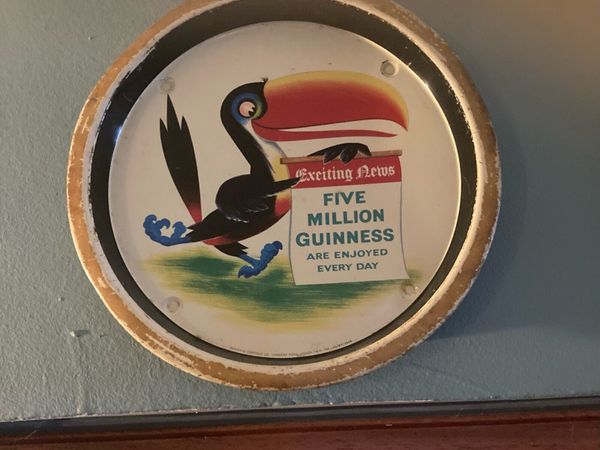 Exciting News
FIVE
MILLION
GUINNESS
ARE ENJOYED
EVERY DAY